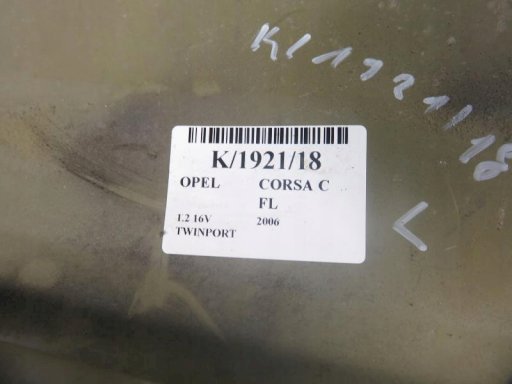 K/1921/18
K/1921/18
OPEL CORSA C
FL
1.2 16V 2006
TWINPORT
L